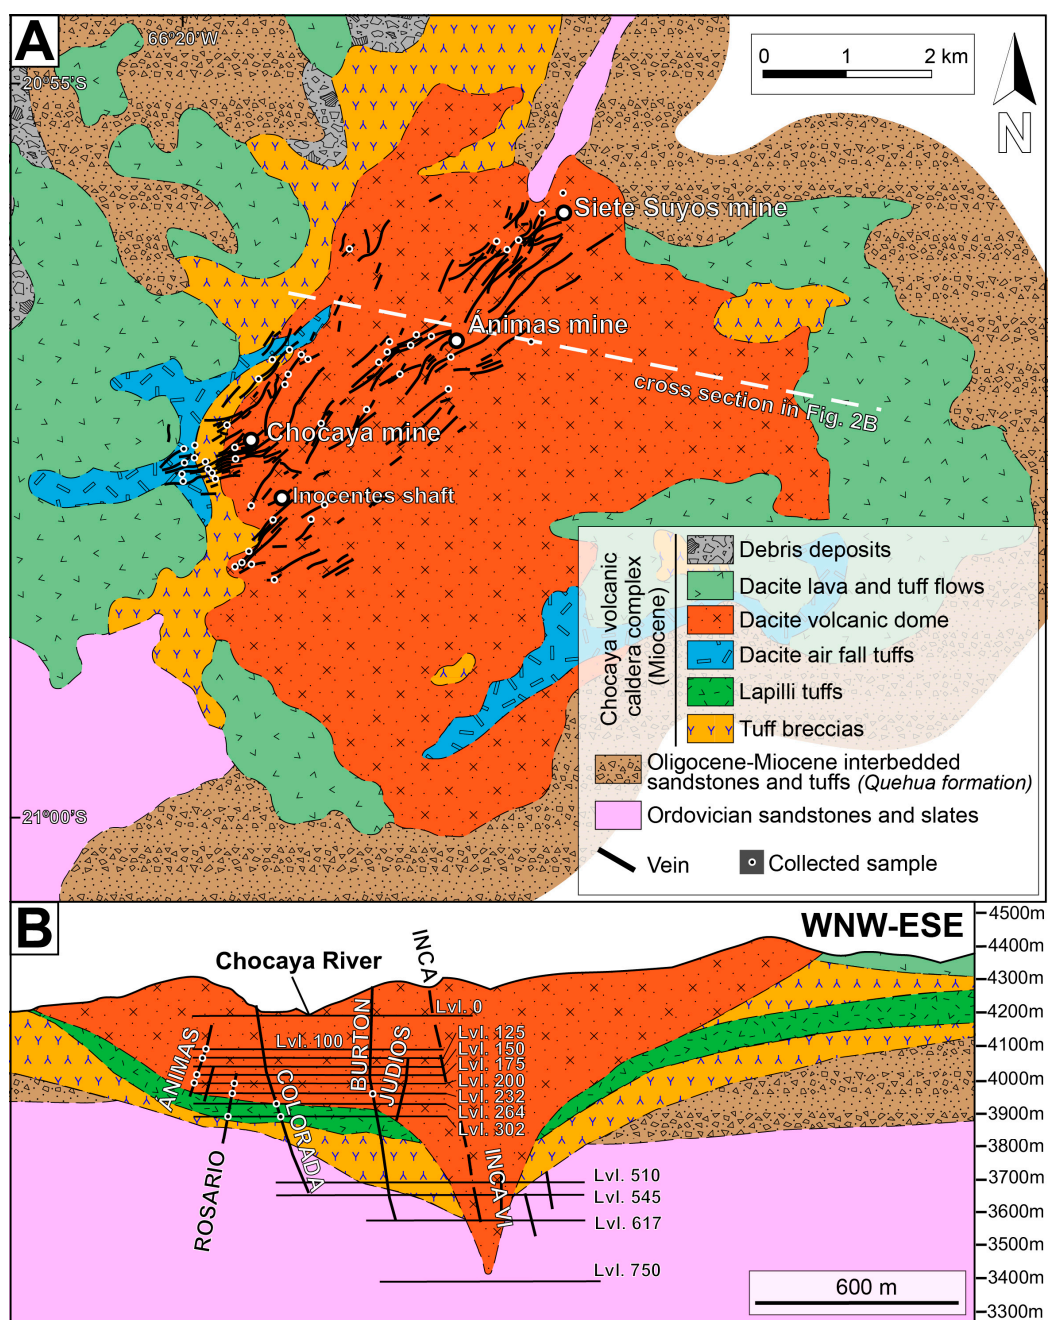 A
66°20'W
20°55'S
0 1 2 km
N
Siete Suyos mine
Ánimas mine
cross section in Fig. 2B
Chocaya mine
Inocentes shaft
21°00'S
Chocaya volcanic
caldera complex
(Miocene)
Debris deposits
Dacite lava and tuff flows
Dacite volcanic dome
Dacite air fall tuffs
Lapilli tuffs
Tuff breccias
Oligocene-Miocene interbedded
sandstones and tuffs (Quehua formation)
Ordovician sandstones and slates
Vein
Collected sample
B
WNW-ESE
Chocaya River
INCA
ANIMAS
ROSARIO
COLORADA
BURTON
JUDIOS
INCA VI
Lvl. 0
Lvl. 100
Lvl. 125
Lvl. 150
Lvl. 175
Lvl. 200
Lvl. 232
Lvl. 264
Lvl. 302
Lvl. 510
Lvl. 545
Lvl. 617
Lvl. 750
4500m
4400m
4300m
4200m
4100m
4000m
3900m
3800m
3700m
3600m
3500m
3400m
3300m
600 m